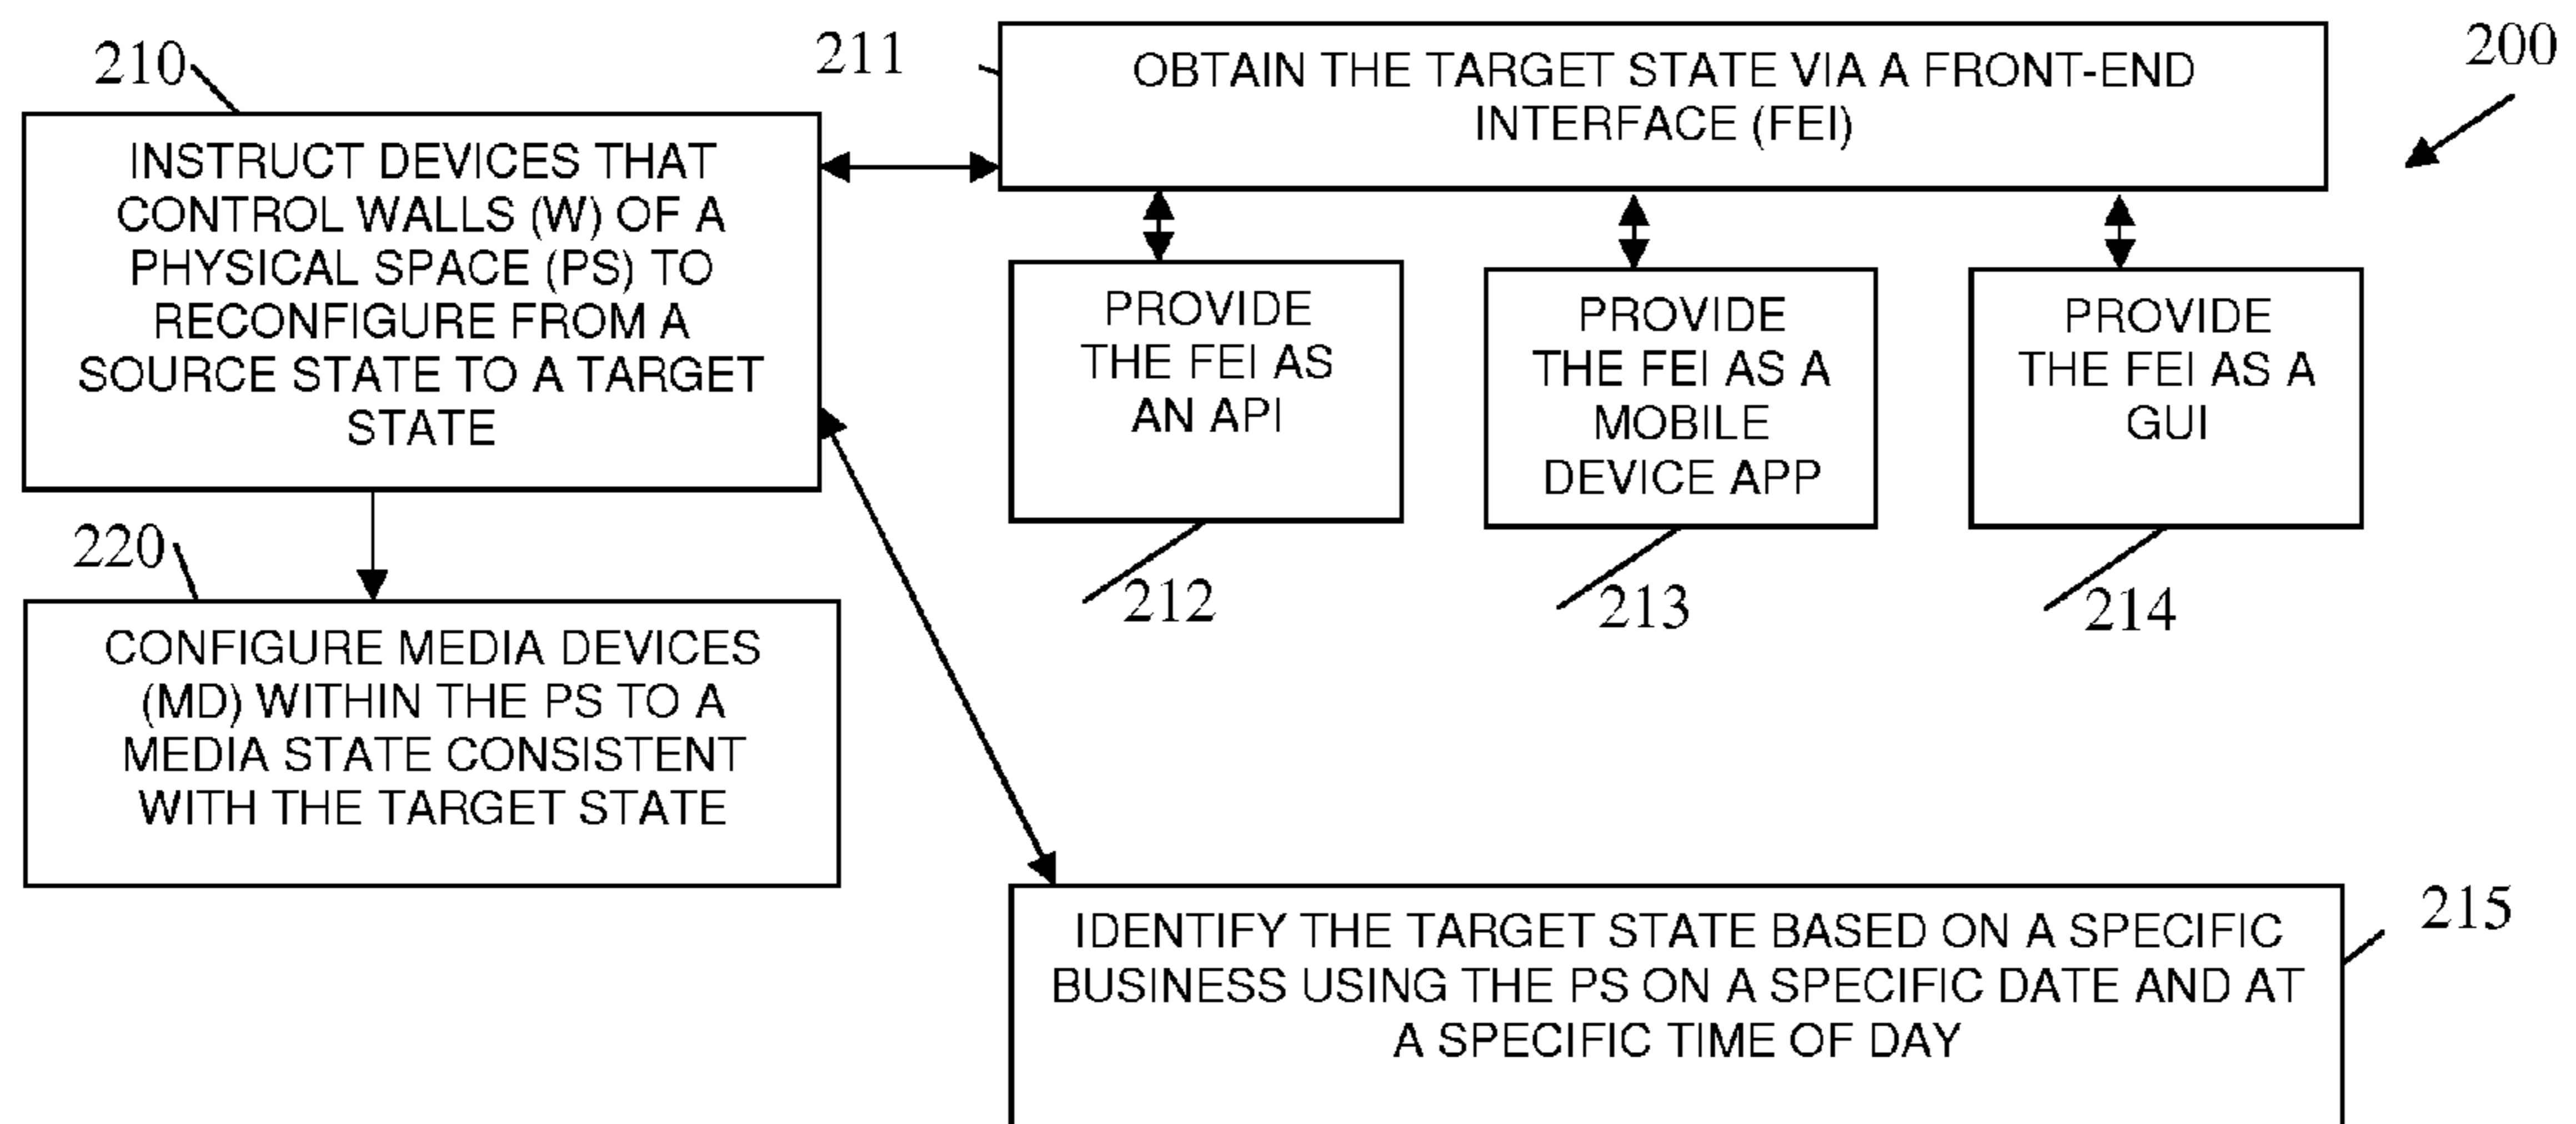 200
210
INSTRUCT DEVICES THAT
CONTROL WALLS (W) OF A
PHYSICAL SPACE (PS) TO
RECONFIGURE FROM A
SOURCE STATE TO A TARGET
STATE
211
OBTAIN THE TARGET STATE VIA A FRONT-END
INTERFACE (FEI)
PROVIDE
THE FEI AS
AN API
212
PROVIDE
THE FEI AS A
MOBILE
DEVICE APP
213
PROVIDE
THE FEI AS A
GUI
214
220
CONFIGURE MEDIA DEVICES
(MD) WITHIN THE PS TO A
MEDIA STATE CONSISTENT
WITH THE TARGET STATE
215
IDENTIFY THE TARGET STATE BASED ON A SPECIFIC
BUSINESS USING THE PS ON A SPECIFIC DATE AND AT
A SPECIFIC TIME OF DAY